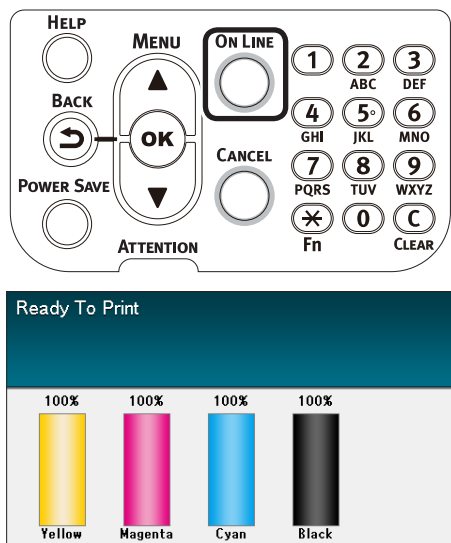 HELP
MENU
ON LINE
1 2 3
ABC DEF
BACK
4 5 6
OK
GHI JKL MNO
CANCEL
7 8 9
POWER SAVE
PQRS TUV WXYZ
* 0 C
ATTENTION
Fn CLEAR
Ready To Print
100% 100% 100% 100%
Yellow Magenta Cyan Black